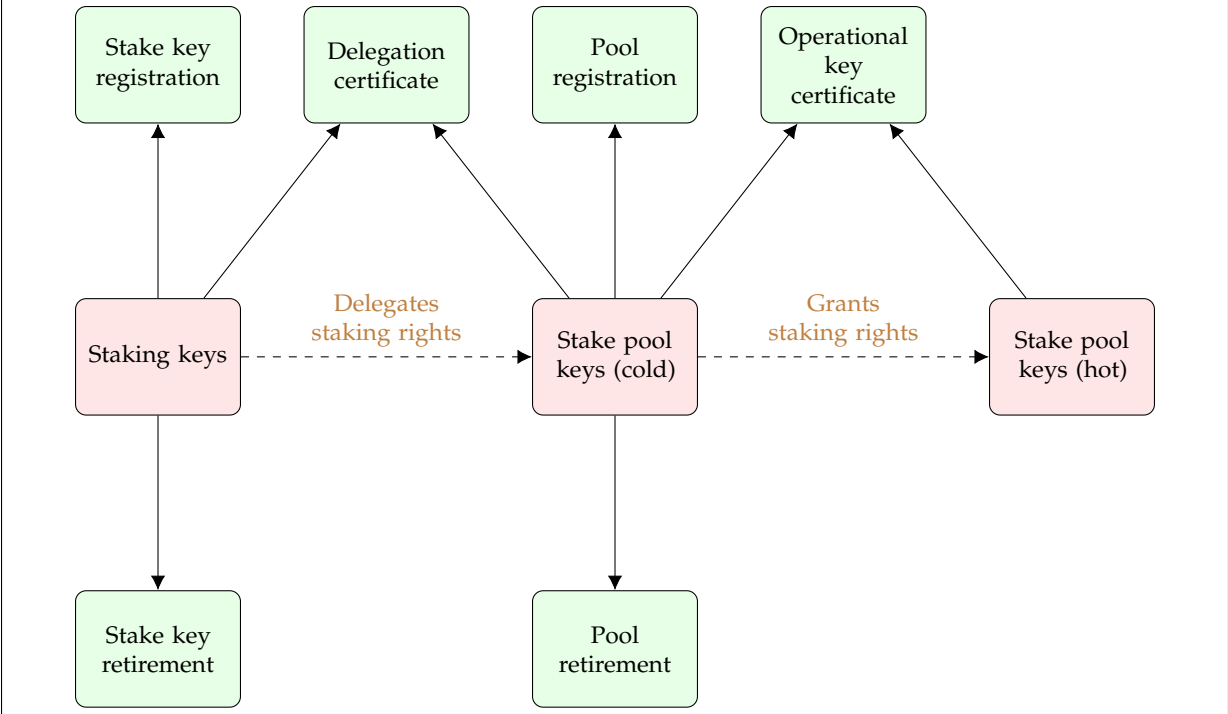 Stake key
registration
Delegation
certificate
Pool
registration
Operational
key
certificate
Staking keys
Delegates
staking rights
Stake pool
keys (cold)
Grants
staking rights
Stake pool
keys (hot)
Stake key
retirement
Pool
retirement